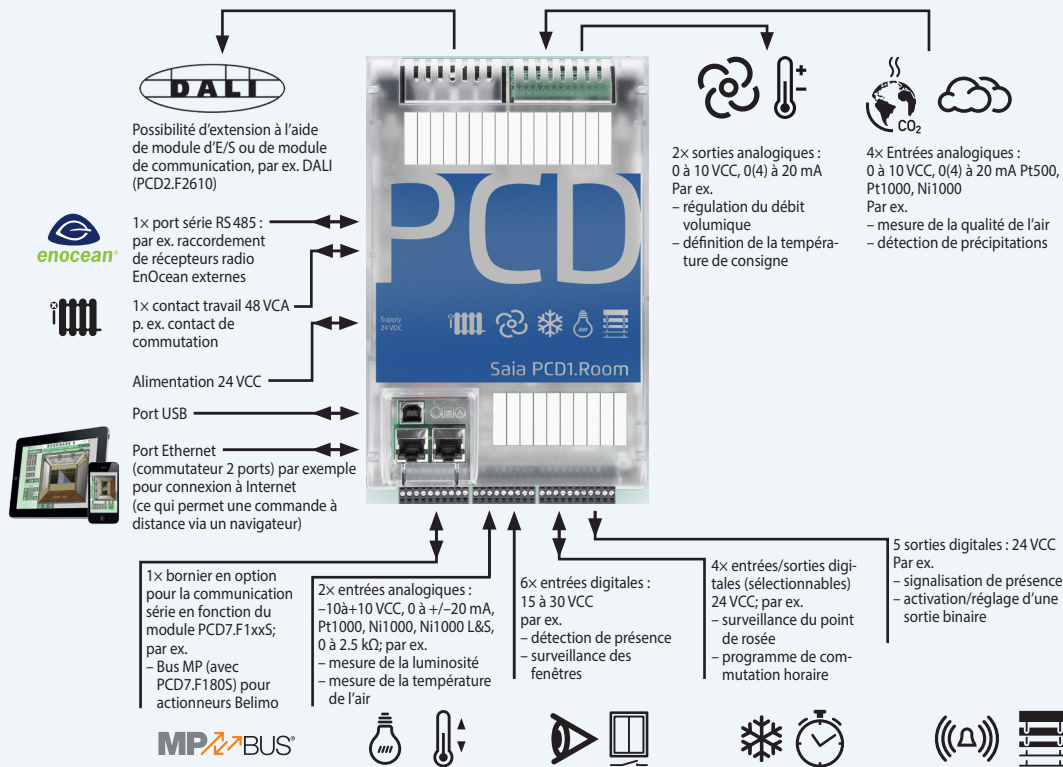 DALI
Possibilité d'extension à l'aide
de module d'E/S ou de module
de communication, par ex. DALI
(PCD2.F2610)
enocean®
1× port série RS 485 :
par ex. raccordement
de récepteurs radio
EnOcean externes
1× contact travail 48 VCA
p. ex. contact de
commutation
Alimentation 24 VCC
Port USB
Port Ethernet
(commutateur 2 ports) par exemple
pour connexion à Internet
(ce qui permet une commande à
distance via un navigateur)
PCD
Supply
24 VDC
Saia PCD1.Room
+
–
2× sorties analogiques :
0 à 10 VCC, 0(4) à 20 mA
Par ex.
– régulation du débit
volumique
– définition de la tempéra-
ture de consigne
CO₂
4× Entrées analogiques :
0 à 10 VCC, 0(4) à 20 mA Pt500,
Pt1000, Ni1000
Par ex.
– mesure de la qualité de l'air
– détection de précipitations
1× bornier en option
pour la communication
série en fonction du
module PCD7.F1xxS;
par ex.
– Bus MP (avec
PCD7.F180S) pour
actionneurs Belimo
MP BUS®
2× entrées analogiques :
–10à+10 VCC, 0 à +/–20 mA,
Pt1000, Ni1000, Ni1000 L&S,
0 à 2.5 kΩ; par ex.
– mesure de la luminosité
– mesure de la température
de l'air
6× entrées digitales :
15 à 30 VCC
par ex.
– détection de présence
– surveillance des
fenêtres
4× entrées/sorties digi-
tales (sélectionnables)
24 VCC; par ex.
– surveillance du point
de rosée
– programme de com-
mutation horaire
5 sorties digitales : 24 VCC
Par ex.
– signalisation de présence
– activation/réglage d'une
sortie binaire